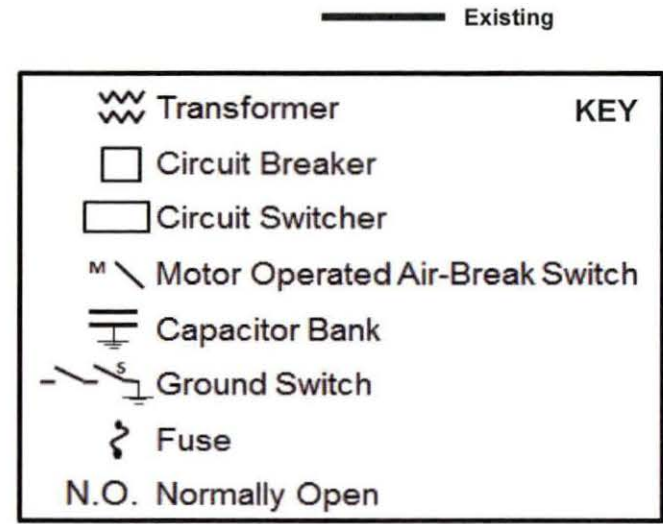 Existing
Transformer KEY
Circuit Breaker
Circuit Switcher
M Motor Operated Air-Break Switch
Capacitor Bank
S Ground Switch
Fuse
N.O. Normally Open